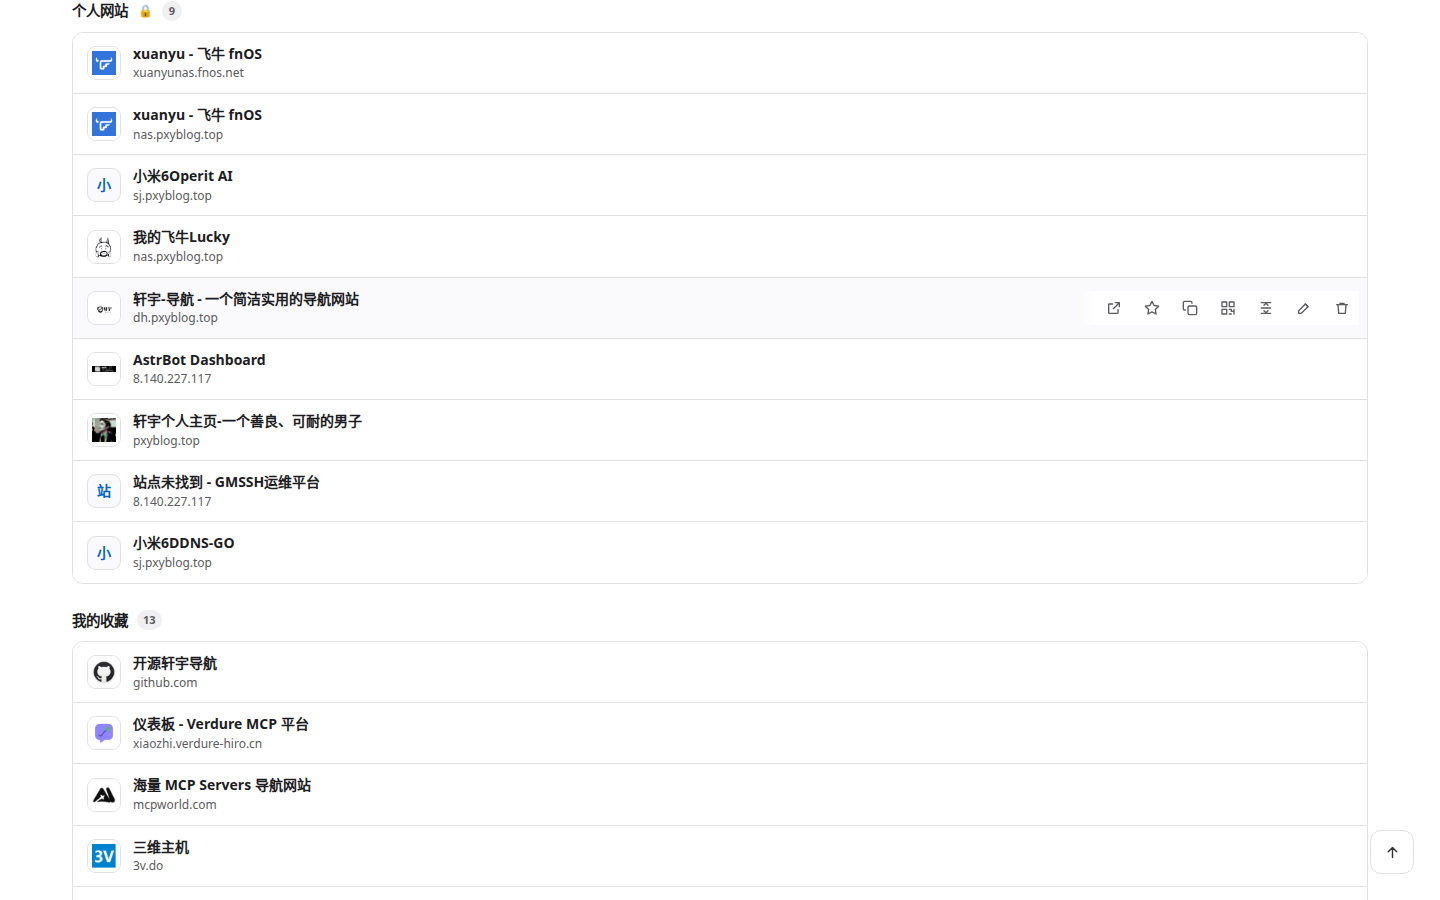 个人网站 🔒 9
xuanyu - 飞牛 fnOS
xuanyunas.fnos.net
xuanyu - 飞牛 fnOS
nas.pxyblog.top
小
小米6Operit AI
sj.pxyblog.top
我的飞牛Lucky
nas.pxyblog.top
轩宇-导航 - 一个简洁实用的导航网站
dh.pxyblog.top
AstrBot Dashboard
8.140.227.117
轩宇个人主页-一个善良、可耐的男子
pxyblog.top
站
站点未找到 - GMSSH运维平台
8.140.227.117
小
小米6DDNS-GO
sj.pxyblog.top
我的收藏 13
开源轩宇导航
github.com
仪表板 - Verdure MCP 平台
xiaozhi.verdure-hiro.cn
海量 MCP Servers 导航网站
mcpworld.com
3V
三维主机
3v.do